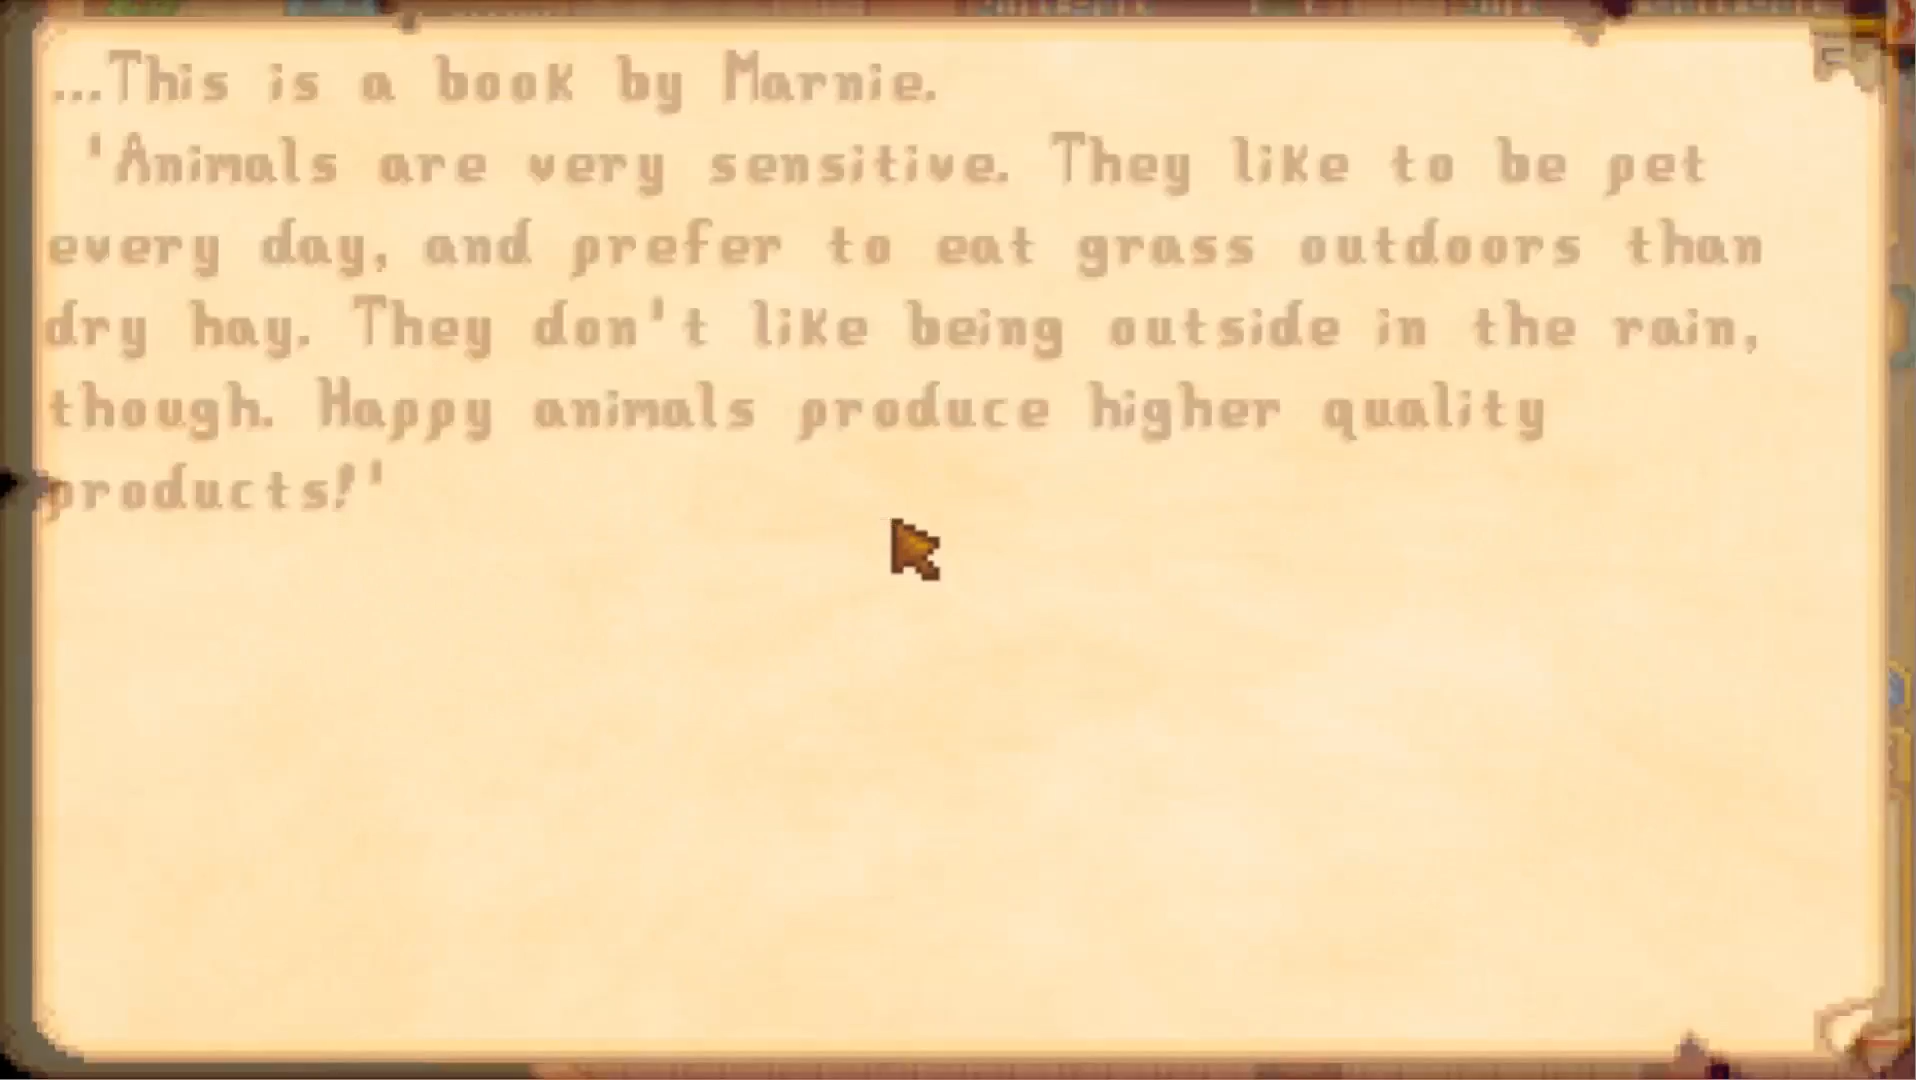 ...This is a book by Marnie.
'Animals are very sensitive. They like to be pet
every day, and prefer to eat grass outdoors than
dry hay. They don't like being outside in the rain,
though. Happy animals produce higher quality
products!'